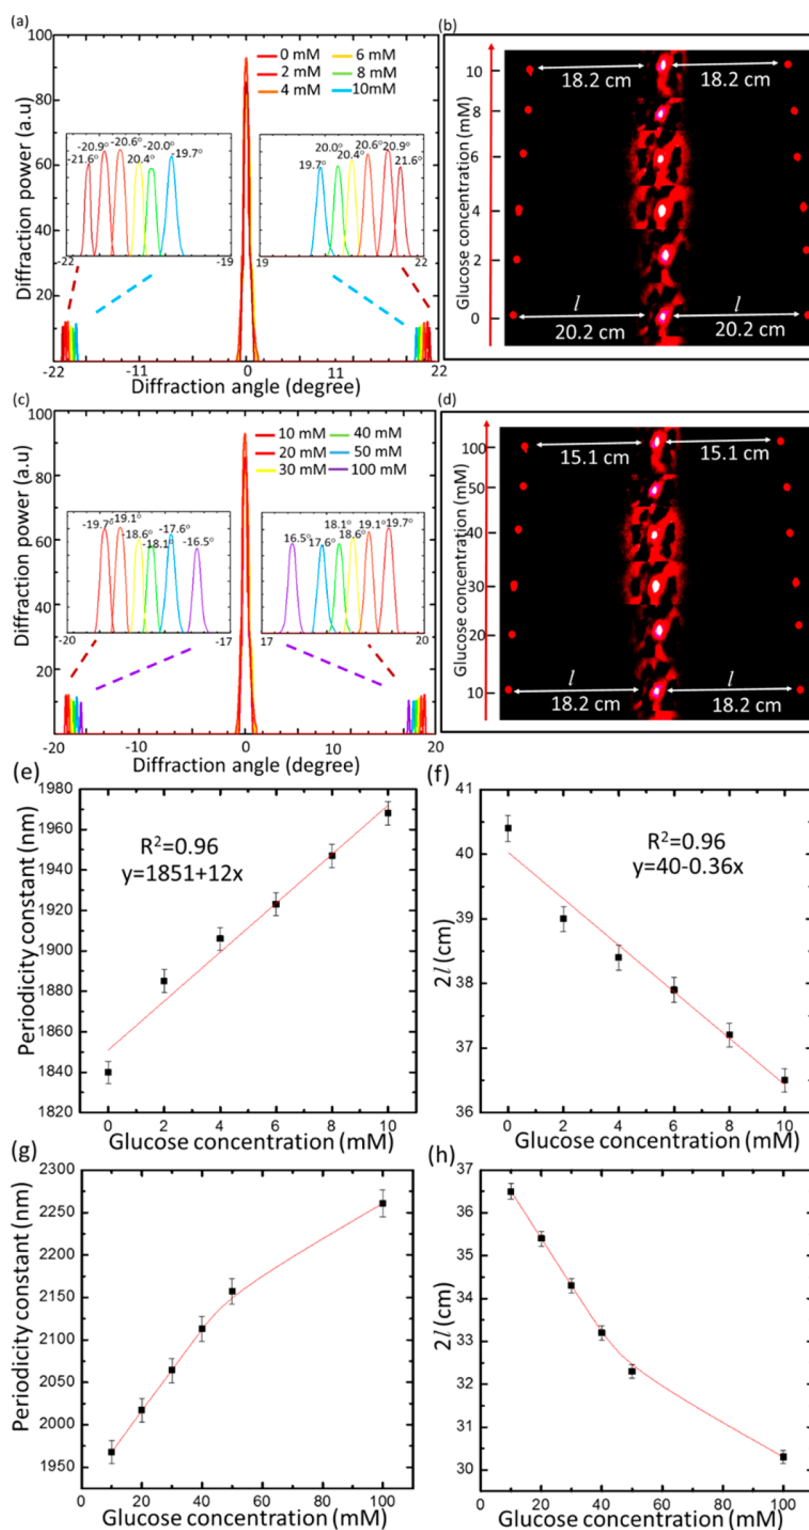 (a)
100
80
60
40
20
Diffraction power (a.u)
0 mM 6 mM
2 mM 8 mM
4 mM 10mM
-21.6° -20.9° -20.6° 20.4° -20.0° -19.7°
-22 -19
19.7° 20.0° 20.4° 20.6° 20.9° 21.6°
19 22
-22 -11 0 11 22
Diffraction angle (degree)
(b)
Glucose concentration (mM)
10
8
6
4
2
0
18.2 cm 18.2 cm
l l
20.2 cm 20.2 cm
(c)
100
80
60
40
20
Diffraction power (a.u)
10 mM 40 mM
20 mM 50 mM
30 mM 100 mM
-19.7° -19.1° -18.6° -18.1° -17.6° -16.5°
-20 -17
16.5° 17.6° 18.1° 18.6° 19.1° 19.7°
17 20
-20 -10 0 10 20
Diffraction angle (degree)
(d)
Glucose concentration (mM)
100
50
40
30
20
10
15.1 cm 15.1 cm
l l
18.2 cm 18.2 cm
(e)
1980
1960
1940
1920
1900
1880
1860
1840
1820
Periodicity constant (nm)
R²=0.96
y=1851+12x
0 2 4 6 8 10
Glucose concentration (mM)
(f)
41
40
39
38
37
36
2l (cm)
R²=0.96
y=40-0.36x
0 2 4 6 8 10
Glucose concentration (mM)
(g)
2300
2250
2200
2150
2100
2050
2000
1950
Periodicity constant (nm)
0 20 40 60 80 100
Glucose concentration (mM)
(h)
37
36
35
34
33
32
31
30
2l (cm)
0 20 40 60 80 100
Glucose concentration (mM)